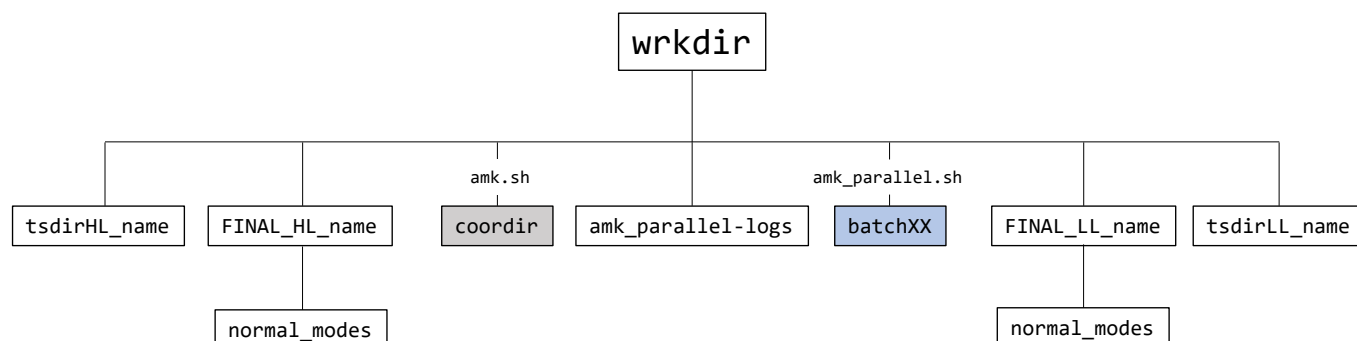 wrkdir
amk.sh
amk_parallel.sh
tsdirHL_name
FINAL_HL_name
coordir
amk_parallel-logs
batchXX
FINAL_LL_name
tsdirLL_name
normal_modes
normal_modes